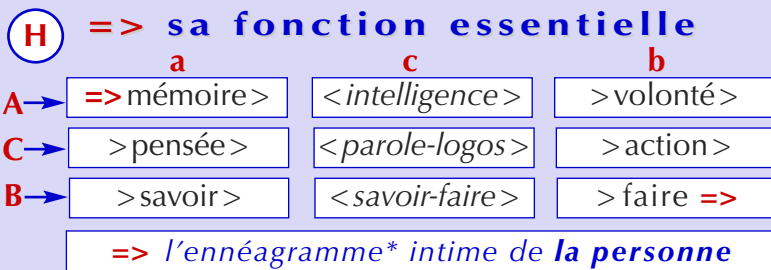 H => sa fonction essentielle
a c b
A => mémoire > < intelligence > > volonté >
C > pensée > < parole-logos > > action >
B > savoir > < savoir-faire > > faire =>
=> l'ennéagramme* intime de la personne